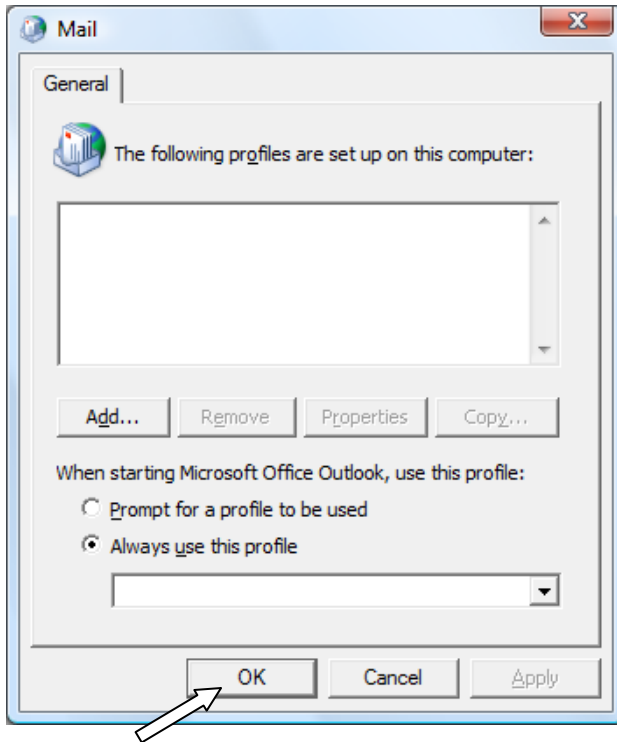 Mail
General
The following profiles are set up on this computer:
Add...
Remove
Properties
Copy...
When starting Microsoft Office Outlook, use this profile:
Prompt for a profile to be used
Always use this profile
OK
Cancel
Apply